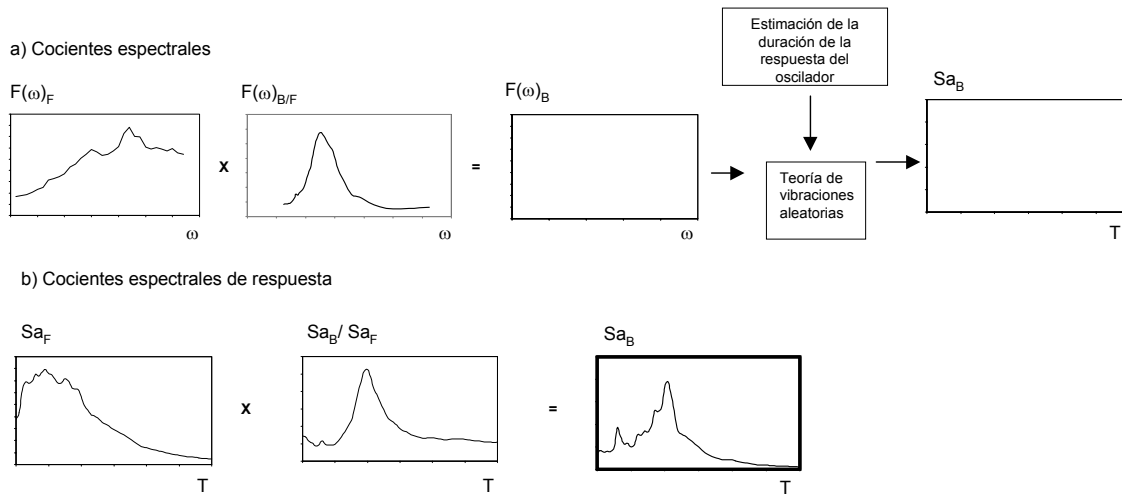 a) Cocientes espectrales
Estimación de la
duración de la
respuesta del
oscilador
F(ω)F
F(ω)B/F
F(ω)B
SaB
x
=
Teoría de
vibraciones
aleatorias
ω
ω
ω
T
b) Cocientes espectrales de respuesta
SaF
SaB/ SaF
SaB
x
=
T
T
T